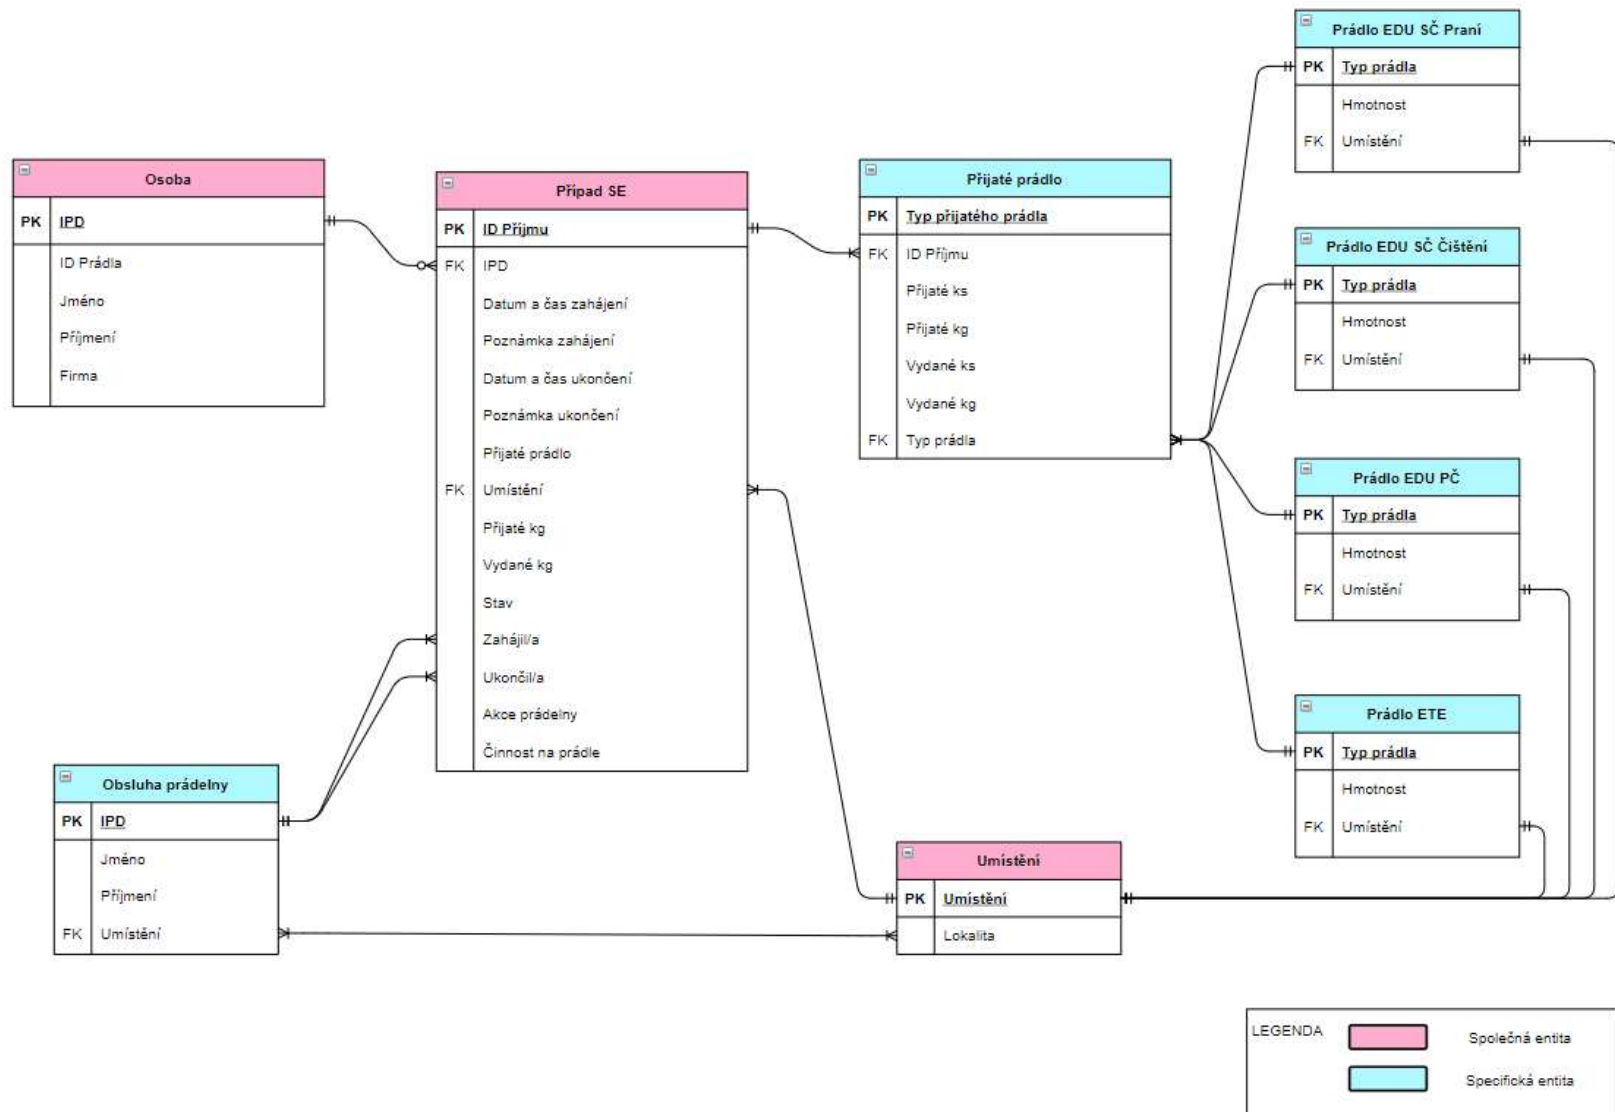 Osoba
PK IPD
ID Prádla
Jméno
Příjmení
Firma
Případ SE
PK ID Příjmu
FK IPD
Datum a čas zahájení
Poznámka zahájení
Datum a čas ukončení
Poznámka ukončení
Přijaté prádlo
FK Umístění
Přijaté kg
Vydané kg
Stav
Zahájil/a
Ukončil/a
Akce prádelny
Činnost na prádle
Přijaté prádlo
PK Typ přijatého prádla
FK ID Příjmu
Přijaté ks
Přijaté kg
Vydané ks
Vydané kg
FK Typ prádla
Prádlo EDU SČ Praní
PK Typ prádla
Hmotnost
FK Umístění
Prádlo EDU SČ Čištění
PK Typ prádla
Hmotnost
FK Umístění
Prádlo EDU PČ
PK Typ prádla
Hmotnost
FK Umístění
Prádlo ETE
PK Typ prádla
Hmotnost
FK Umístění
Obsluha prádelny
PK IPD
Jméno
Příjmení
FK Umístění
Umístění
PK Umístění
Lokalita
LEGENDA
Společná entita
Specifická entita